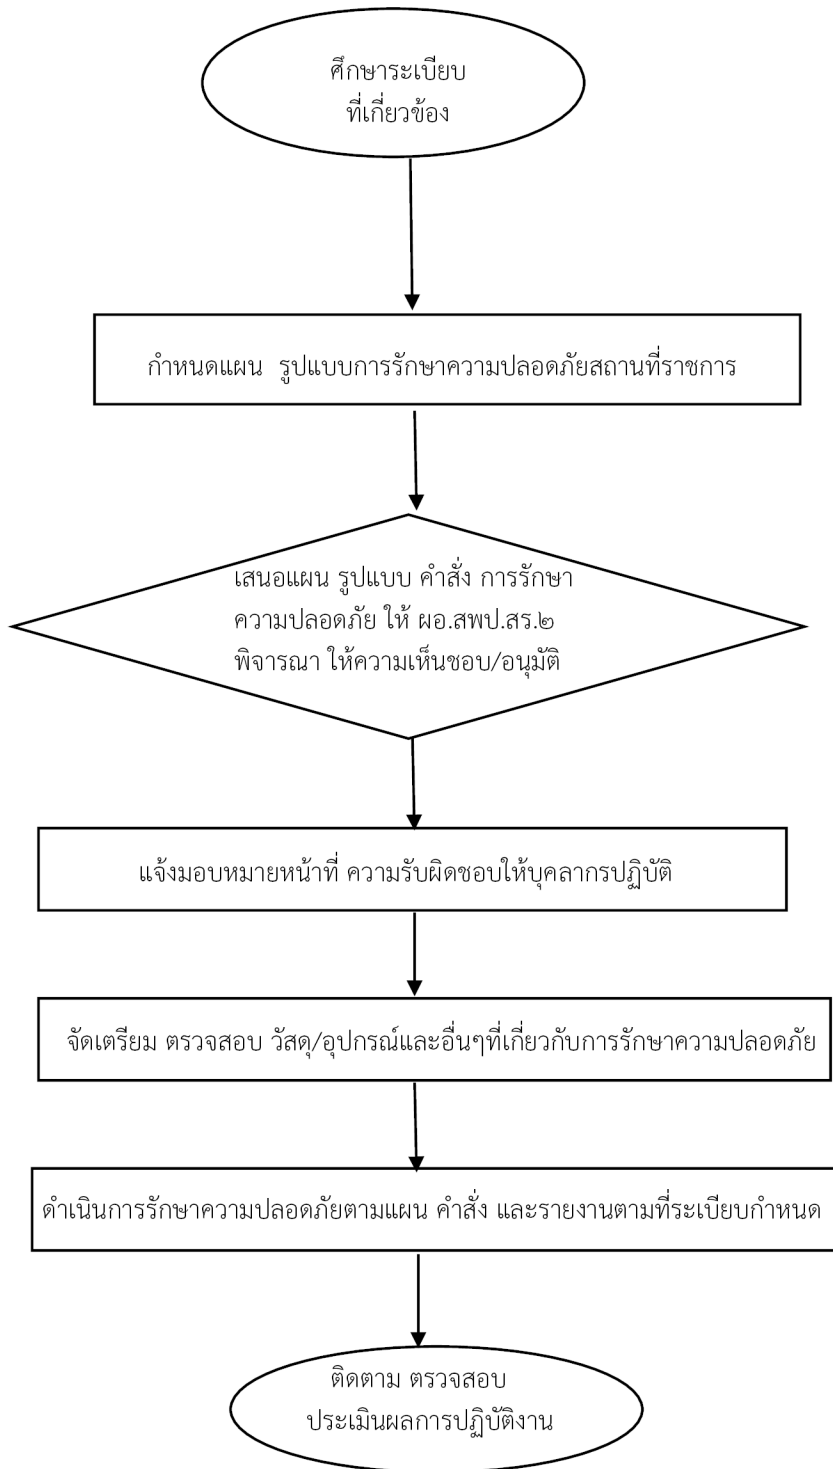 ศึกษาระเบียบ
ที่เกี่ยวข้อง
กำหนดแผน  รูปแบบการรักษาความปลอดภัยสถานที่ราชการ
เสนอแผน รูปแบบ คำสั่ง การรักษา
ความปลอดภัย ให้ ผอ.สพป.สร.๒
พิจารณา ให้ความเห็นชอบ/อนุมัติ
แจ้งมอบหมายหน้าที่ ความรับผิดชอบให้บุคลากรปฏิบัติ
จัดเตรียม ตรวจสอบ วัสดุ/อุปกรณ์และอื่นๆที่เกี่ยวกับการรักษาความปลอดภัย
ดำเนินการรักษาความปลอดภัยตามแผน คำสั่ง และรายงานตามที่ระเบียบกำหนด
ติดตาม ตรวจสอบ
ประเมินผลการปฏิบัติงาน